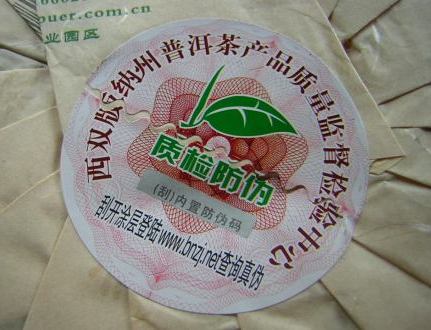 puer.com.cn
业园区
西双版纳州普洱茶产品质量监督检验中心
质检防伪
(刮)内置防伪码
刮开涂层登陆www.bnzj.net查询真伪